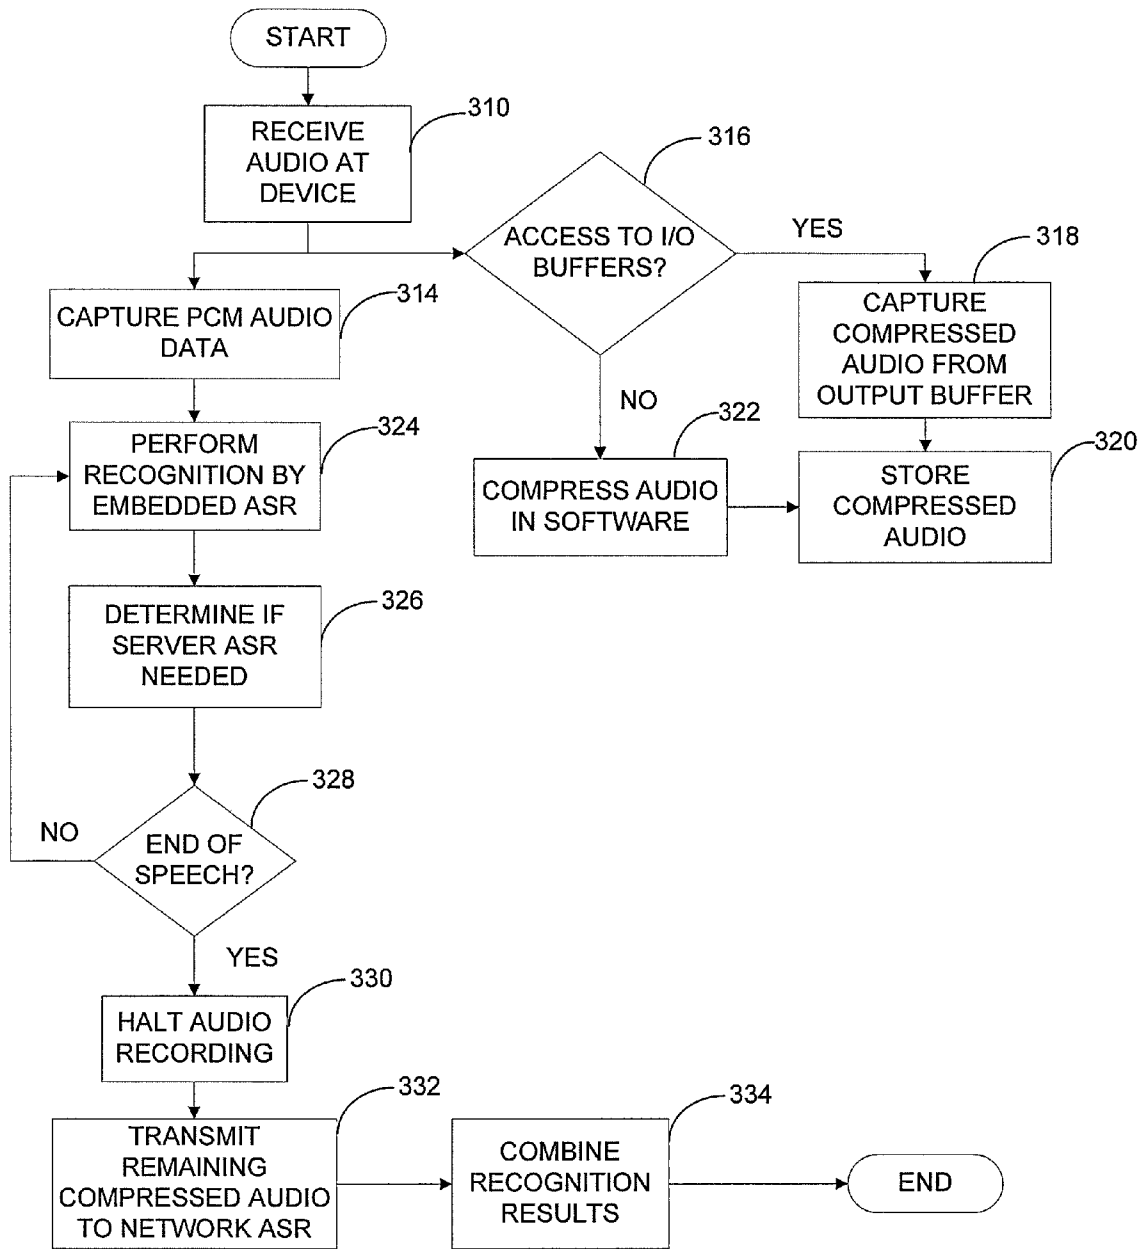 START
310
RECEIVE
AUDIO AT
DEVICE
316
ACCESS TO I/O
BUFFERS?
YES
318
CAPTURE
COMPRESSED
AUDIO FROM
OUTPUT BUFFER
314
CAPTURE PCM AUDIO
DATA
NO
322
COMPRESS AUDIO
IN SOFTWARE
320
STORE
COMPRESSED
AUDIO
324
PERFORM
RECOGNITION BY
EMBEDDED ASR
326
DETERMINE IF
SERVER ASR
NEEDED
328
NO
END OF
SPEECH?
YES
330
HALT AUDIO
RECORDING
332
TRANSMIT
REMAINING
COMPRESSED AUDIO
TO NETWORK ASR
334
COMBINE
RECOGNITION
RESULTS
END